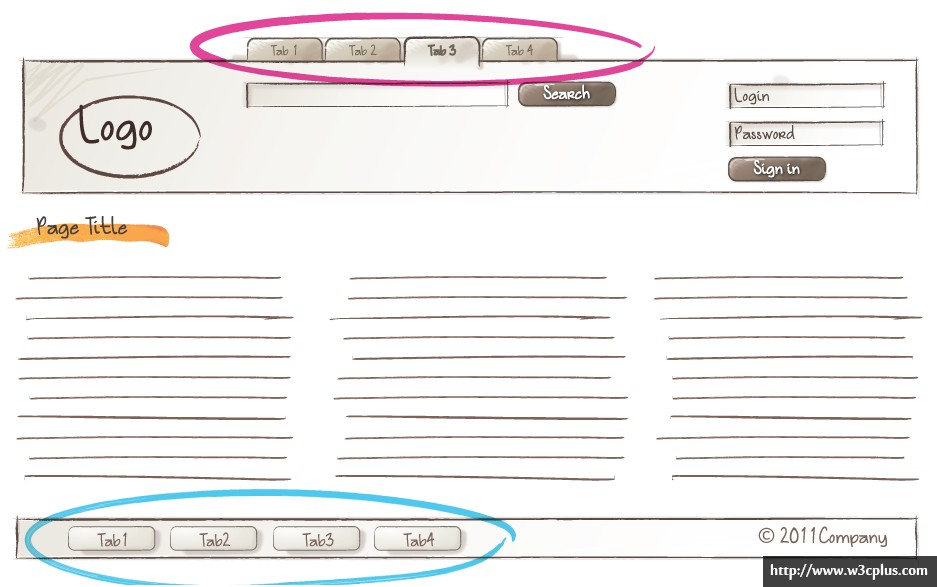 Tab 1 Tab 2 Tab 3 Tab 4
Search
Login
Logo
Password
Sign in
Page Title
Tab1 Tab2 Tab3 Tab4
© 2011Company
http://www.w3cplus.com